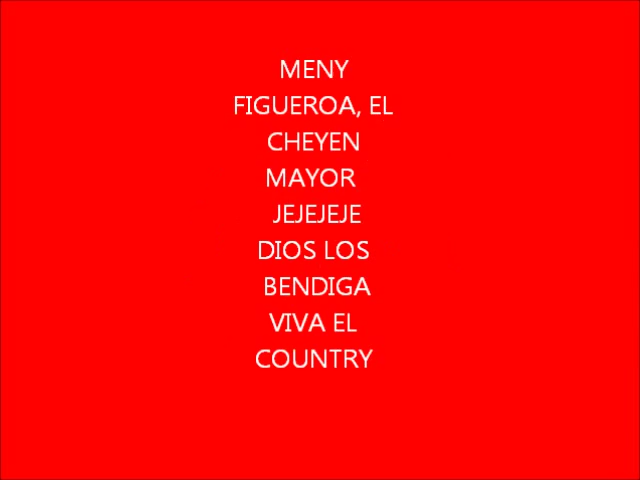 MENY
FIGUEROA, EL
CHEYEN
MAYOR
JEJEJEJE
DIOS LOS
BENDIGA
VIVA EL
COUNTRY